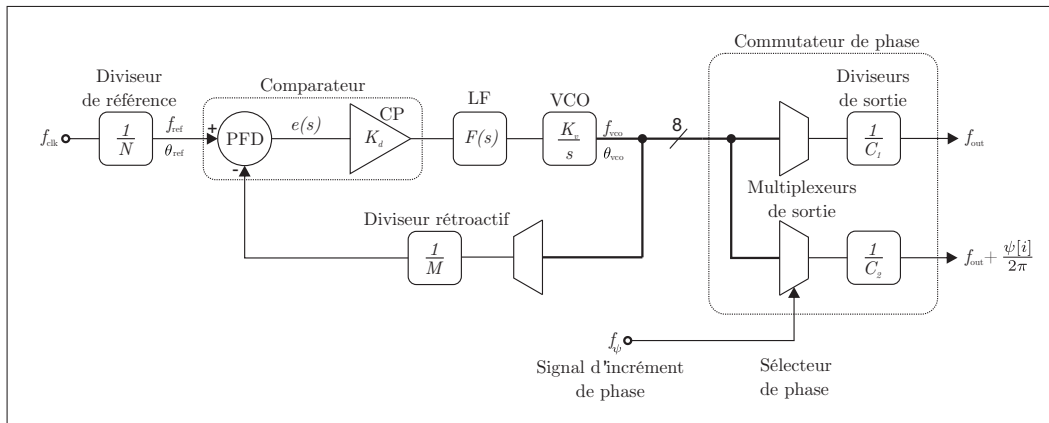 Commutateur de phase
Diviseur
de référence
Comparateur
Diviseurs
de sortie
LF
VCO
CP
f_clk
1
N
f_ref
θ_ref
+
-
PFD
e(s)
K_d
F(s)
K_v
s
f_vco
θ_vco
8
1
C_1
f_out
Multiplexeurs
de sortie
Diviseur rétroactif
1
M
1
C_2
f_out + ψ[i]
2π
f_ψ
Signal d'incrément
de phase
Sélecteur
de phase